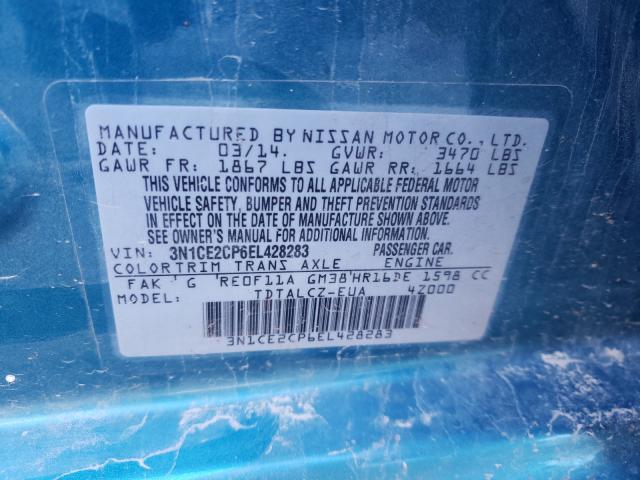 MANUFACTURED BY NISSAN MOTOR CO., LTD.
DATE: 03/14. GVWR: 3470 LBS
GAWR FR: 1867 LBS GAWR RR: 1664 LBS
THIS VEHICLE CONFORMS TO ALL APPLICABLE FEDERAL MOTOR
VEHICLE SAFETY, BUMPER AND THEFT PREVENTION STANDARDS
IN EFFECT ON THE DATE OF MANUFACTURE SHOWN ABOVE.
SEE OWNER'S MANUAL FOR ADDITIONAL INFORMATION.
VIN: 3N1CE2CP6EL428283 PASSENGER CAR.
COLOR TRIM TRANS AXLE ENGINE
FAK G RE0F11A GM38 HR16DE 1598 CC
MODEL: TDTALCZ-EUA 4Z000
3N1CE2CP6EL428283